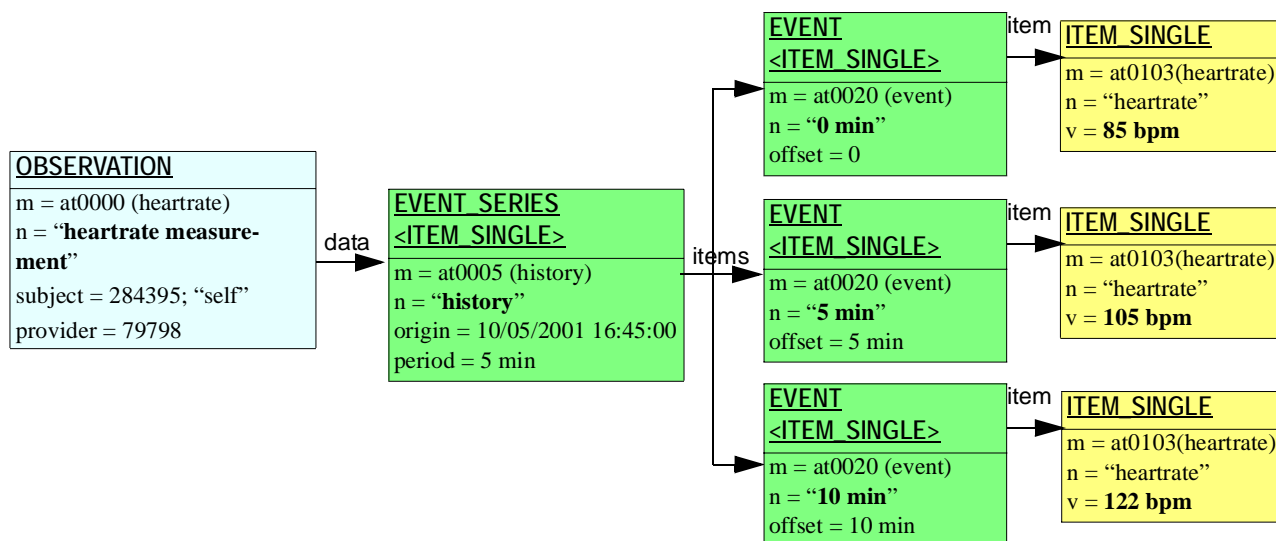 OBSERVATION
m = at0000 (heartrate)
n = “heartrate measure-
ment”
subject = 284395; “self”
provider = 79798
data
EVENT_SERIES
<ITEM_SINGLE>
m = at0005 (history)
n = “history”
origin = 10/05/2001 16:45:00
period = 5 min
items
EVENT
<ITEM_SINGLE>
m = at0020 (event)
n = “0 min”
offset = 0
item
ITEM_SINGLE
m = at0103(heartrate)
n = “heartrate”
v = 85 bpm
EVENT
<ITEM_SINGLE>
m = at0020 (event)
n = “5 min”
offset = 5 min
item
ITEM_SINGLE
m = at0103(heartrate)
n = “heartrate”
v = 105 bpm
EVENT
<ITEM_SINGLE>
m = at0020 (event)
n = “10 min”
offset = 10 min
item
ITEM_SINGLE
m = at0103(heartrate)
n = “heartrate”
v = 122 bpm